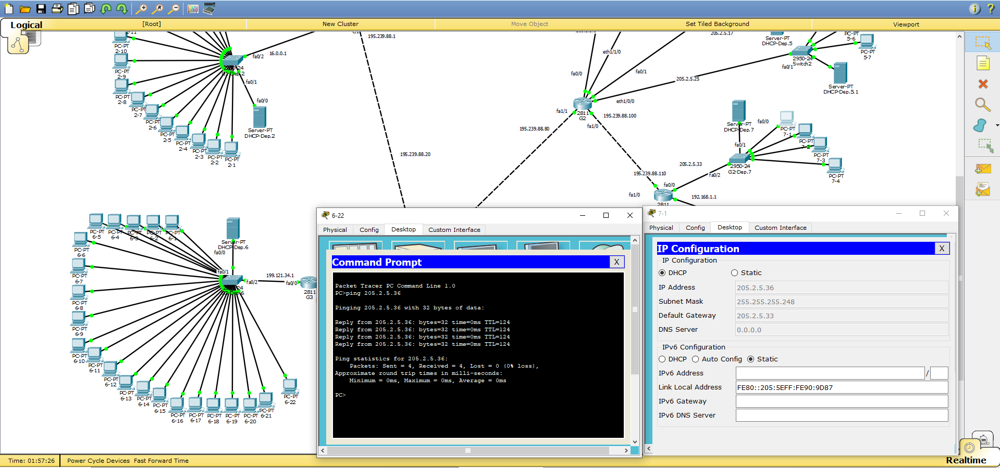 Logical
[Root]
New Cluster
Move Object
Set Tiled Background
Viewport
2-11
PC-PT
2-10
PC-PT
2-9
PC-PT
2-8
PC-PT
2-7
PC-PT
2-6
PC-PT
2-5
PC-PT
2-4
PC-PT
2-3
PC-PT
2-2
PC-PT
2-1
fa0/2
16.0.0.1
fa0/1
fa0/0
Server-PT
DHCP-Dep.2
195.239.88.1
195.239.88.20
195.239.88.80
205.2.5.17
eth1/1/0
fa0/0
fa0/1
205.2.5.25
eth1/0/0
fa1/1
2811
G2
fa1/0
195.239.88.100
195.239.88.110
Server-PT
DHCP-Dep.5
PC-PT
5-6
PC-PT
5-7
2950-24
Switch2
fa0/1
Server-PT
DHCP-Dep.5.1
Server-PT
DHCP-Dep.7
fa0/0
PC-PT
7-1
PC-PT
7-2
PC-PT
7-3
PC-PT
7-4
fa0/1
2950-24
G2-Dep.7
205.2.5.33
fa0/2
fa0/0
fa1/0
192.168.1.1
2811
PC-PT
6-5
PC-PT
6-4
PC-PT
6-3
PC-PT
6-2
PC-PT
6-1
PC-PT
6-6
PC-PT
6-7
PC-PT
6-8
PC-PT
6-9
PC-PT
6-10
PC-PT
6-11
PC-PT
6-12
PC-PT
6-13
PC-PT
6-14
PC-PT
6-15
PC-PT
6-16
PC-PT
6-17
PC-PT
6-18
PC-PT
6-19
PC-PT
6-20
PC-PT
6-21
PC-PT
6-22
Server-PT
DHCP-Dep.6
fa0/0
fa0/1
fa0/2
199.121.34.1
fa0/0
2811
G3
6-22
Physical
Config
Desktop
Custom Interface
Command Prompt
X
Packet Tracer PC Command Line 1.0
PC>ping 205.2.5.36
Pinging 205.2.5.36 with 32 bytes of data:
Reply from 205.2.5.36: bytes=32 time=0ms TTL=124
Reply from 205.2.5.36: bytes=32 time=0ms TTL=124
Reply from 205.2.5.36: bytes=32 time=0ms TTL=124
Reply from 205.2.5.36: bytes=32 time=0ms TTL=124
Ping statistics for 205.2.5.36:
Packets: Sent = 4, Received = 4, Lost = 0 (0% loss),
Approximate round trip times in milli-seconds:
Minimum = 0ms, Maximum = 0ms, Average = 0ms
PC>
7-1
Physical
Config
Desktop
Custom Interface
IP Configuration
X
IP Configuration
DHCP
Static
IP Address
205.2.5.36
Subnet Mask
255.255.255.248
Default Gateway
205.2.5.33
DNS Server
0.0.0.0
IPv6 Configuration
DHCP
Auto Config
Static
IPv6 Address
/
Link Local Address
FE80::205:5EFF:FE90:9D87
IPv6 Gateway
IPv6 DNS Server
Time: 01:57:26
Power Cycle Devices
Fast Forward Time
Realtime